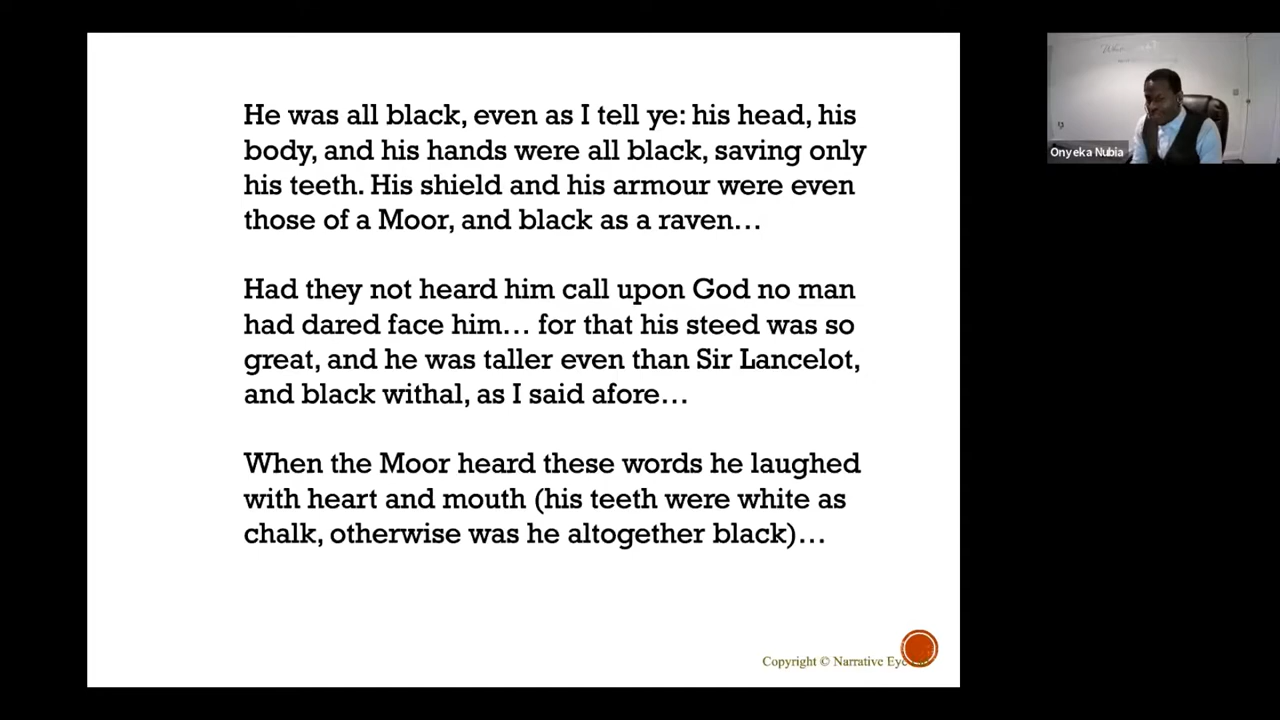 He was all black, even as I tell ye: his head, his
body, and his hands were all black, saving only
his teeth. His shield and his armour were even
those of a Moor, and black as a raven…
Had they not heard him call upon God no man
had dared face him… for that his steed was so
great, and he was taller even than Sir Lancelot,
and black withal, as I said afore…
When the Moor heard these words he laughed
with heart and mouth (his teeth were white as
chalk, otherwise was he altogether black)…
Copyright © Narrative Eye
Onyeka Nubia